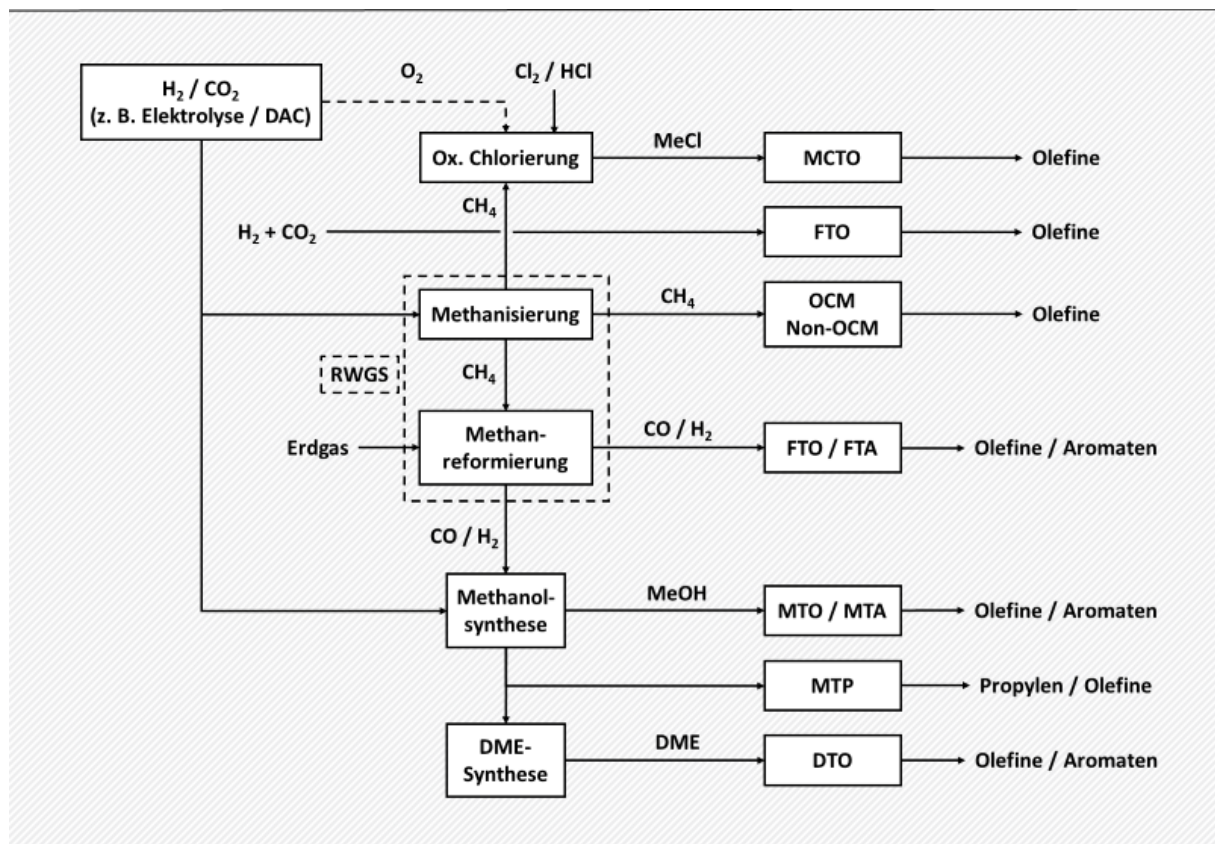 H₂ / CO₂
(z. B. Elektrolyse / DAC)
O₂
Cl₂ / HCl
Ox. Chlorierung
MeCl
MCTO
Olefine
CH₄
H₂ + CO₂
FTO
Olefine
Methanisierung
CH₄
OCM
Non-OCM
Olefine
RWGS
CH₄
Erdgas
Methan-
reformierung
CO / H₂
FTO / FTA
Olefine / Aromaten
CO / H₂
Methanol-
synthese
MeOH
MTO / MTA
Olefine / Aromaten
MTP
Propylen / Olefine
DME-
Synthese
DME
DTO
Olefine / Aromaten